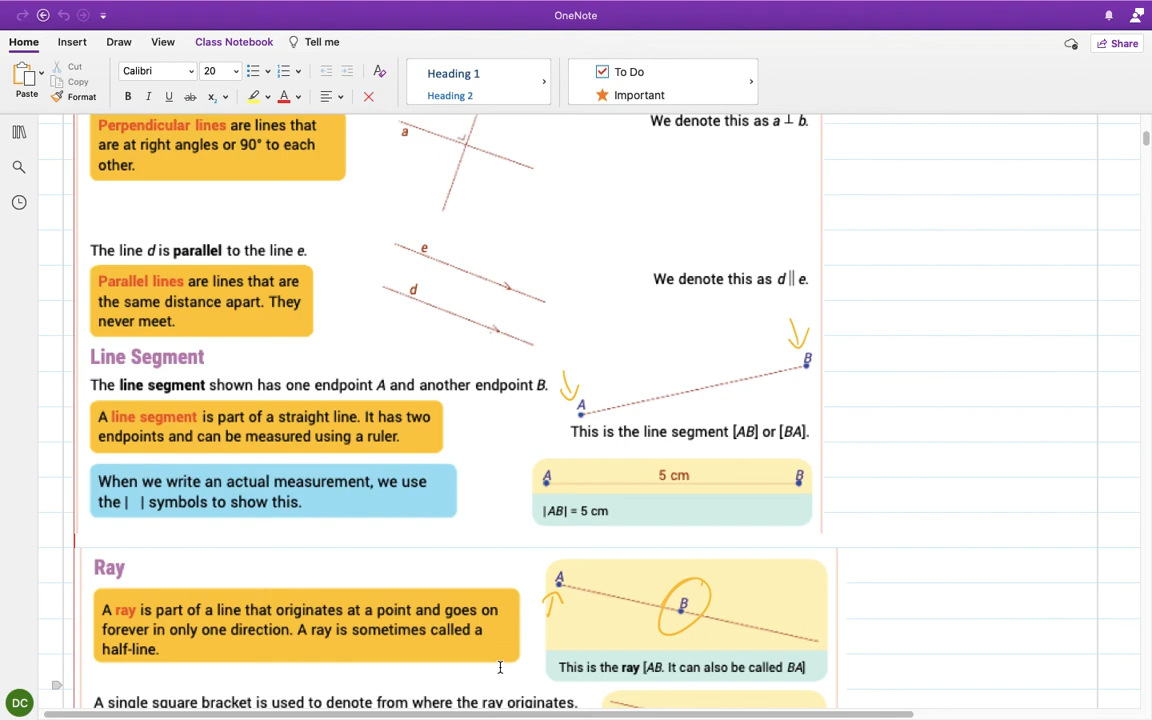 OneNote
Home Insert Draw View Class Notebook Tell me
Share
Paste
Cut
Copy
Format
Calibri 20
B I U ab x₂ A
Heading 1
Heading 2
To Do
Important
Perpendicular lines are lines that
are at right angles or 90° to each
other.
a
We denote this as a ⊥ b.
The line d is parallel to the line e.
Parallel lines are lines that are
the same distance apart. They
never meet.
e
d
We denote this as d || e.
Line Segment
The line segment shown has one endpoint A and another endpoint B.
A line segment is part of a straight line. It has two
endpoints and can be measured using a ruler.
A
B
This is the line segment [AB] or [BA].
When we write an actual measurement, we use
the | | symbols to show this.
A 5 cm B
|AB| = 5 cm
Ray
A ray is part of a line that originates at a point and goes on
forever in only one direction. A ray is sometimes called a
half-line.
A
B
This is the ray [AB. It can also be called BA]
DC
A single square bracket is used to denote from where the ray originates.